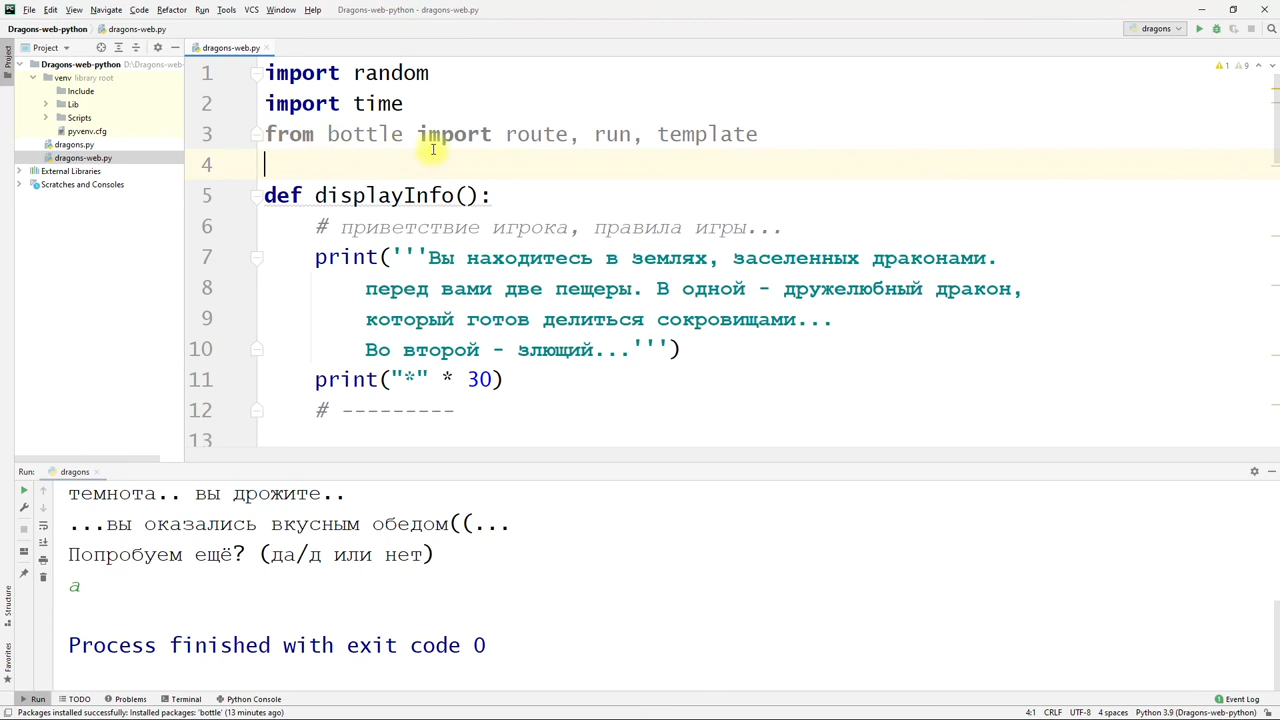 File Edit View Navigate Code Refactor Run Tools VCS Window Help Dragons-web-python - dragons-web.py
Dragons-web-python dragons-web.py dragons
Project dragons-web.py
Dragons-web-python D:\Dragons-web-
venv library root
Include
Lib
Scripts
pyvenv.cfg
dragons.py
dragons-web.py
External Libraries
Scratches and Consoles
Project
1 import random
2 import time
3 from bottle import route, run, template
4
5 def displayInfo():
6 # приветствие игрока, правила игры...
7 print('''Вы находитесь в землях, заселенных драконами.
8 перед вами две пещеры. В одной - дружелюбный дракон,
9 который готов делиться сокровищами...
10 Во второй - злющий...''')
11 print("*" * 30)
12 # ---------
13
1 9
Run: dragons
темнота.. вы дрожите..
...вы оказались вкусным обедом((...
Попробуем ещё? (да/д или нет)
а
Process finished with exit code 0
Structure
Favorites
Run TODO Problems Terminal Python Console 1 Event Log
Packages installed successfully: Installed packages: 'bottle' (13 minutes ago) 4:1 CRLF UTF-8 4 spaces Python 3.9 (Dragons-web-python)